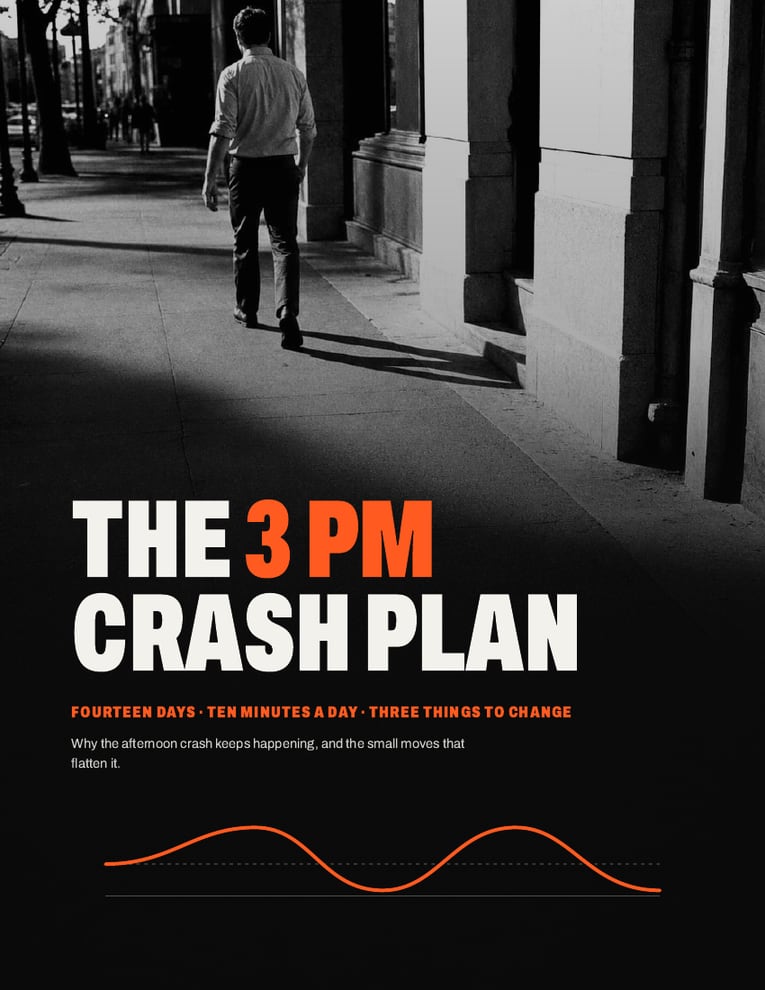 THE 3 PM
CRASH PLAN
FOURTEEN DAYS · TEN MINUTES A DAY · THREE THINGS TO CHANGE
Why the afternoon crash keeps happening, and the small moves that
flatten it.